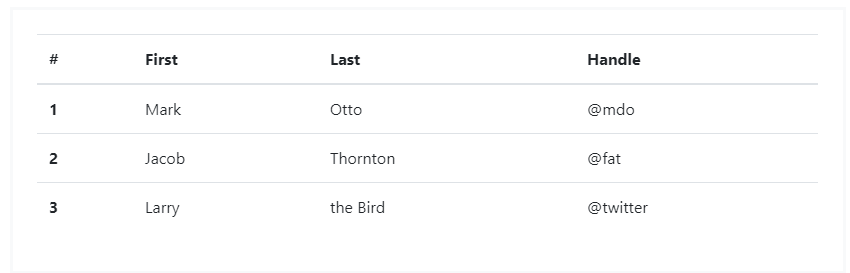 # First Last Handle
1 Mark Otto @mdo
2 Jacob Thornton @fat
3 Larry the Bird @twitter